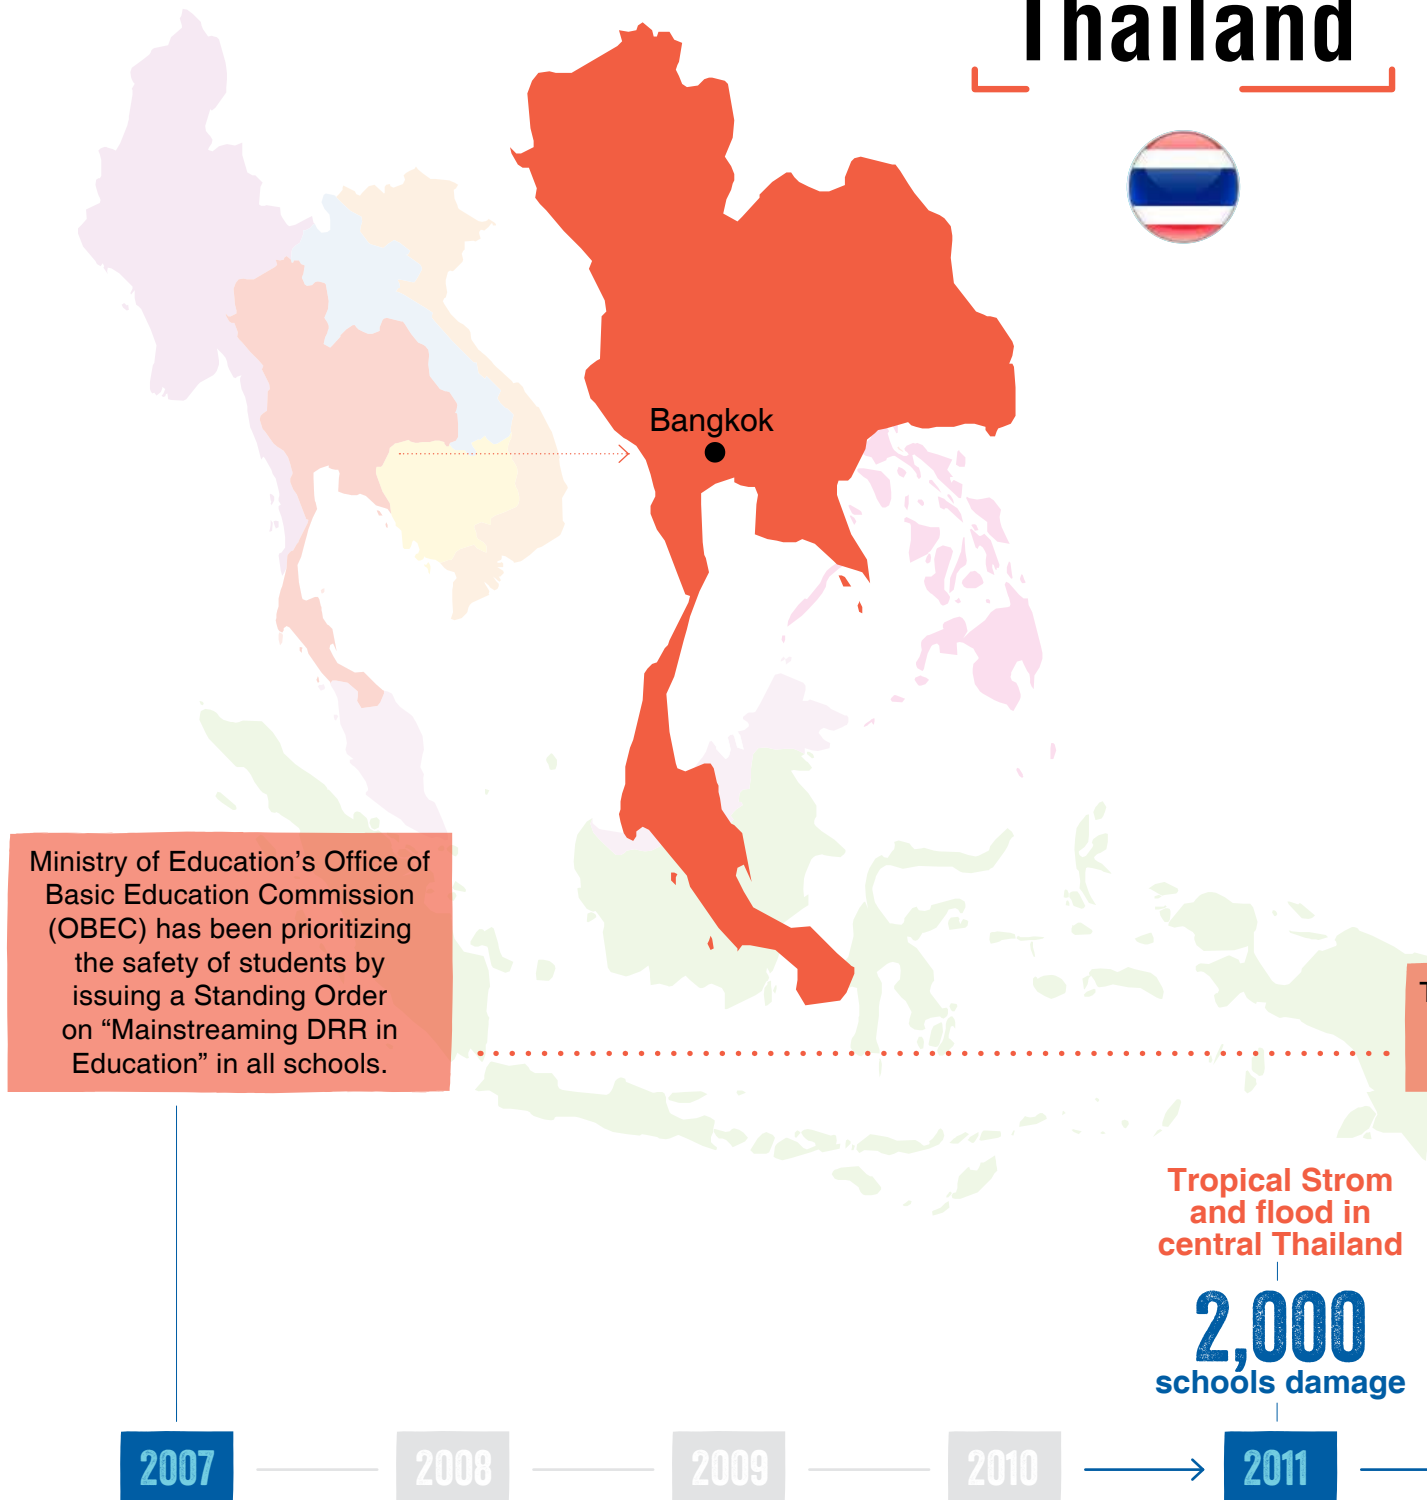 Thailand
Bangkok
Ministry of Education’s Office of
Basic Education Commission
(OBEC) has been prioritizing
the safety of students by
issuing a Standing Order
on “Mainstreaming DRR in
Education” in all schools.
Tropical Strom
and flood in
central Thailand
2,000
schools damage
2007
2008
2009
2010
2011